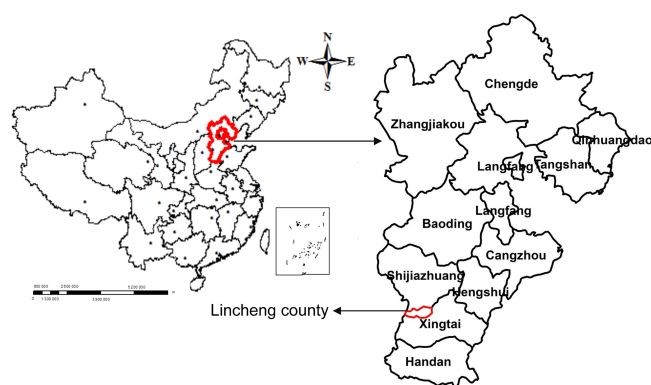 N
W E
S
Chengde
Zhangjiakou
Qinhuangdao
Langfang
Tangshan
Langfang
Baoding
Cangzhou
Shijiazhuang
Hengshui
Lincheng county
Xingtai
Handan